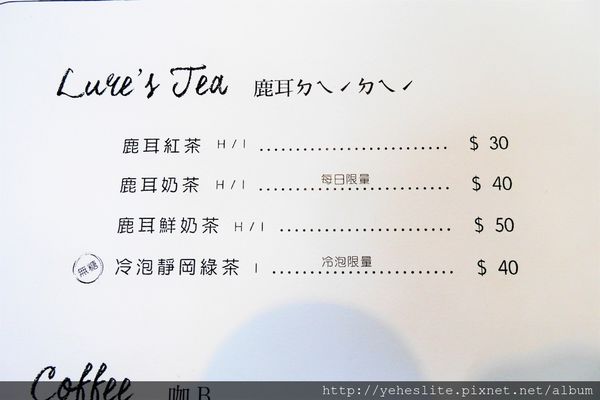 Lure's Tea 鹿耳ㄉㄟˊㄉㄟˊ
鹿耳紅茶 H / I ........................... $ 30
鹿耳奶茶 H / I ........................... $ 40
每日限量
鹿耳鮮奶茶 H / I ........................ $ 50
無糖 冷泡靜岡綠茶 I ........................... $ 40
冷泡限量
Coffee 咖B
http://yeheslite.pixnet.net/album